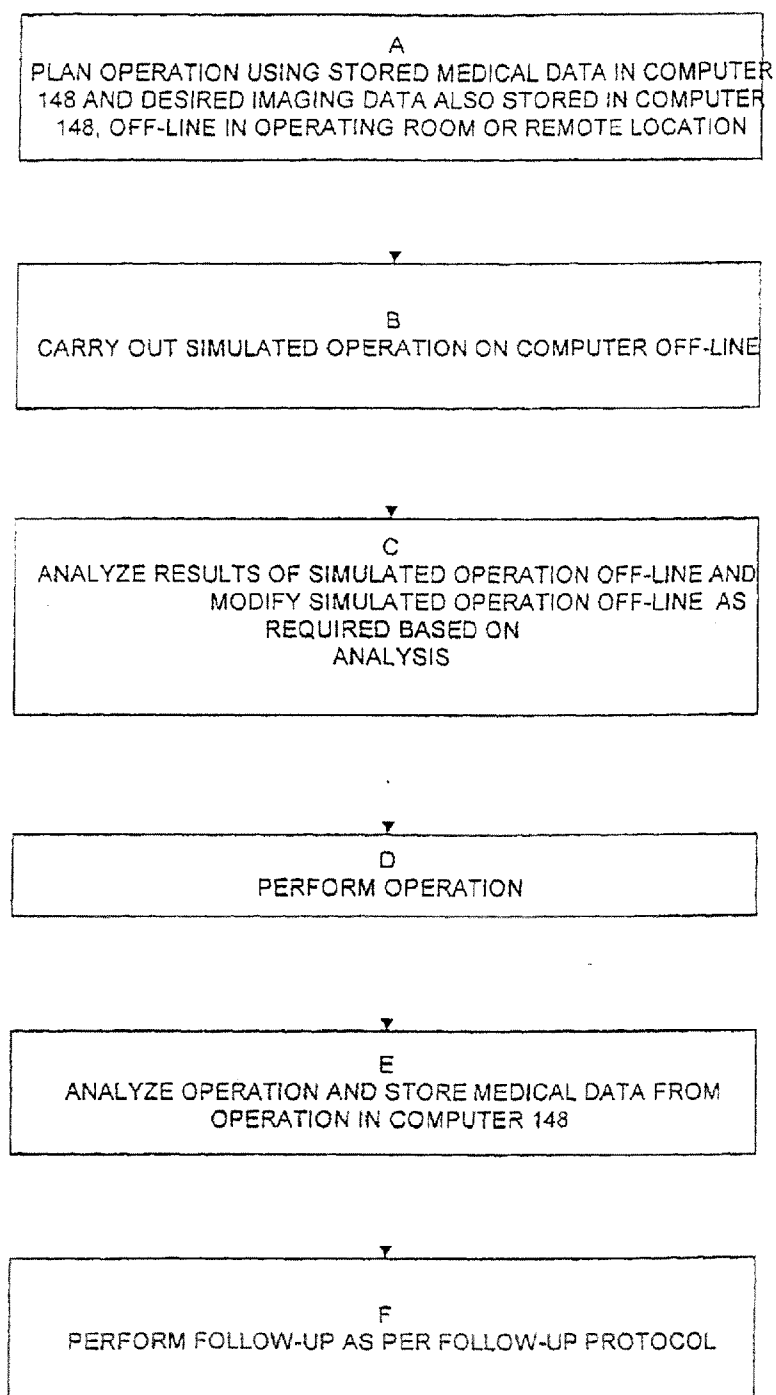 A
PLAN OPERATION USING STORED MEDICAL DATA IN COMPUTER
148 AND DESIRED IMAGING DATA ALSO STORED IN COMPUTER
148, OFF-LINE IN OPERATING ROOM OR REMOTE LOCATION
B
CARRY OUT SIMULATED OPERATION ON COMPUTER OFF-LINE
C
ANALYZE RESULTS OF SIMULATED OPERATION OFF-LINE AND
MODIFY SIMULATED OPERATION OFF-LINE AS
REQUIRED BASED ON
ANALYSIS
D
PERFORM OPERATION
E
ANALYZE OPERATION AND STORE MEDICAL DATA FROM
OPERATION IN COMPUTER 148
F
PERFORM FOLLOW-UP AS PER FOLLOW-UP PROTOCOL